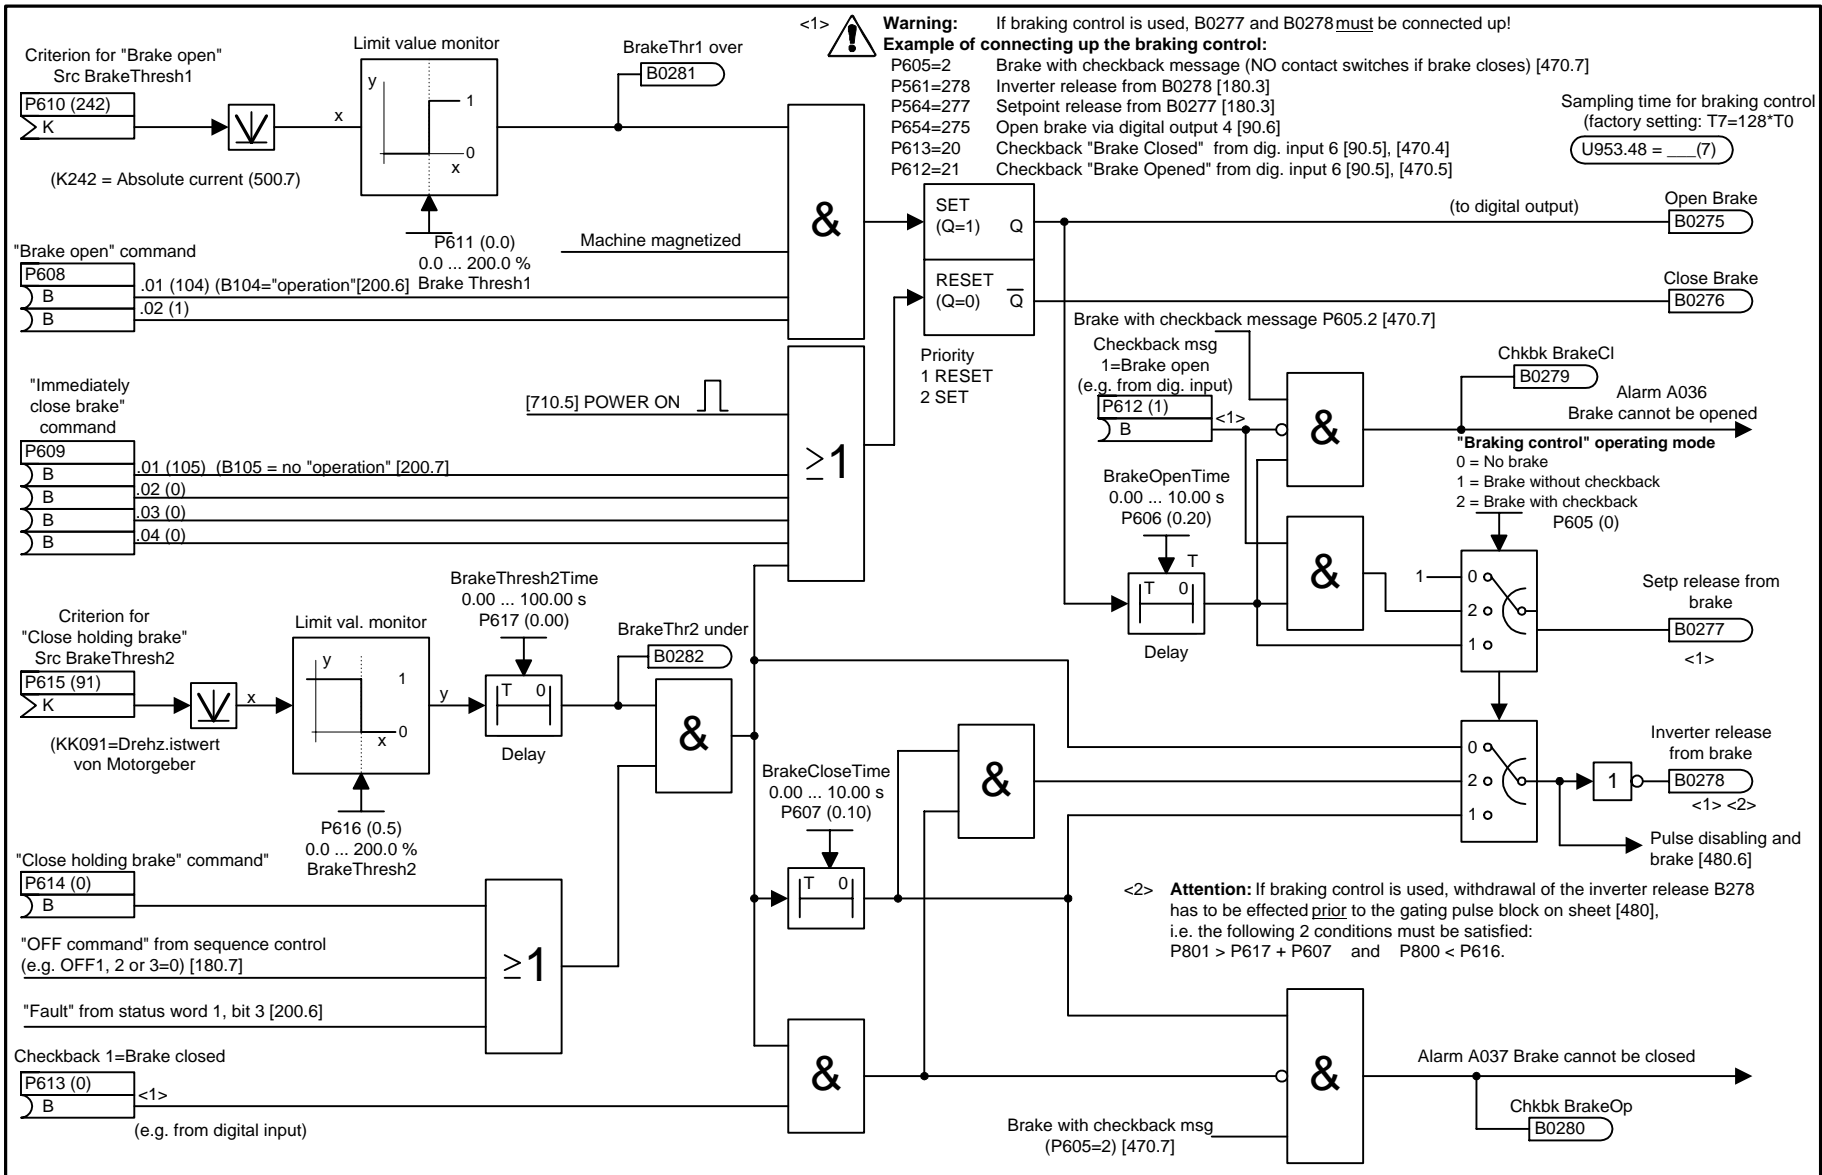 <1> Warning: If braking control is used, B0277 and B0278 must be connected up!
Example of connecting up the braking control:
P605=2 Brake with checkback message (NO contact switches if brake closes) [470.7]
P561=278 Inverter release from B0278 [180.3]
P564=277 Setpoint release from B0277 [180.3]
P654=275 Open brake via digital output 4 [90.6]
P613=20 Checkback "Brake Closed" from dig. input 6 [90.5], [470.4]
P612=21 Checkback "Brake Opened" from dig. input 6 [90.5], [470.5]
Sampling time for braking control
(factory setting: T7=128*T0
U953.48 = ___(7)
Criterion for "Brake open"
Src BrakeThresh1
P610 (242)
K
(K242 = Absolute current (500.7)
x
Limit value monitor
y
1
0
x
P611 (0.0)
0.0 ... 200.0 %
Brake Thresh1
BrakeThr1 over
B0281
Machine magnetized
"Brake open" command
P608
B .01 (104) (B104="operation"[200.6]
B .02 (1)
&
SET
(Q=1) Q
RESET
(Q=0) Q
Priority
1 RESET
2 SET
(to digital output)
Open Brake
B0275
Close Brake
B0276
"Immediately
close brake"
command
P609
B .01 (105) (B105 = no "operation" [200.7]
B .02 (0)
B .03 (0)
B .04 (0)
[710.5] POWER ON
≥1
Brake with checkback message P605.2 [470.7]
Checkback msg
1=Brake open
(e.g. from dig. input)
P612 (1)
B
<1>
&
Chkbk BrakeCl
B0279
Alarm A036
Brake cannot be opened
"Braking control" operating mode
0 = No brake
1 = Brake without checkback
2 = Brake with checkback
P605 (0)
BrakeOpenTime
0.00 ... 10.00 s
P606 (0.20)
T
T 0
Delay
&
1
0
2
1
Setp release from
brake
B0277
<1>
Criterion for
"Close holding brake"
Src BrakeThresh2
P615 (91)
K
(KK091=Drehz.istwert
von Motorgeber
x
Limit val. monitor
y
1
0
x
y
P616 (0.5)
0.0 ... 200.0 %
BrakeThresh2
BrakeThresh2Time
0.00 ... 100.00 s
P617 (0.00)
T 0
Delay
BrakeThr2 under
B0282
&
BrakeCloseTime
0.00 ... 10.00 s
P607 (0.10)
T 0
&
0
2
1
1
Inverter release
from brake
B0278
<1> <2>
Pulse disabling and
brake [480.6]
"Close holding brake" command"
P614 (0)
B
"OFF command" from sequence control
(e.g. OFF1, 2 or 3=0) [180.7]
"Fault" from status word 1, bit 3 [200.6]
≥1
<2> Attention: If braking control is used, withdrawal of the inverter release B278
has to be effected prior to the gating pulse block on sheet [480],
i.e. the following 2 conditions must be satisfied:
P801 > P617 + P607 and P800 < P616.
Checkback 1=Brake closed
P613 (0)
B
<1>
(e.g. from digital input)
&
Brake with checkback msg
(P605=2) [470.7]
&
Alarm A037 Brake cannot be closed
Chkbk BrakeOp
B0280